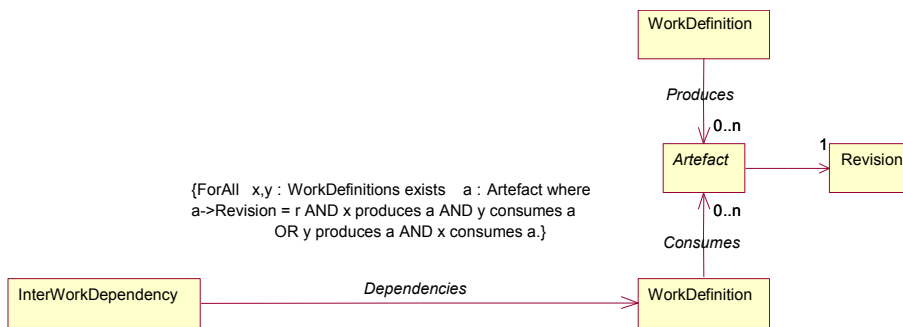 WorkDefinition
Produces
0..n
1
Artefact
Revision
{ForAll x,y : WorkDefinitions exists a : Artefact where
a->Revision = r AND x produces a AND y consumes a
OR y produces a AND x consumes a.}
0..n
Consumes
InterWorkDependency
Dependencies
WorkDefinition